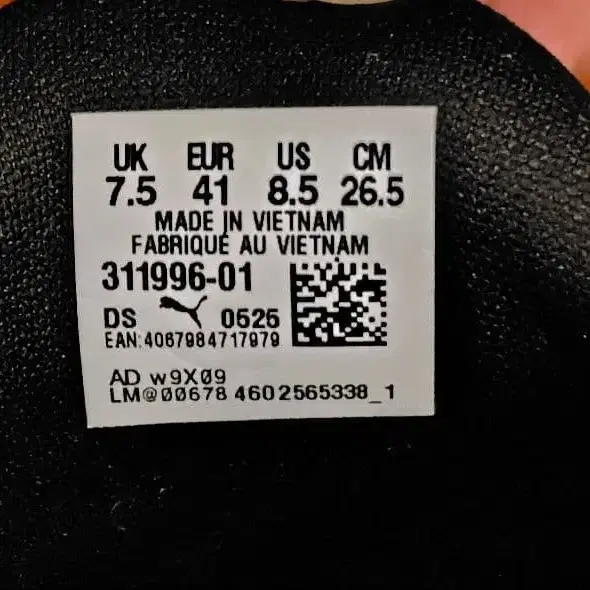 UK EUR US CM
7.5 41 8.5 26.5
MADE IN VIETNAM
FABRIQUÉ AU VIETNAM
311996-01
DS 0525
EAN:4067984717979
AD w9X09
LM@00678 4602565338_1